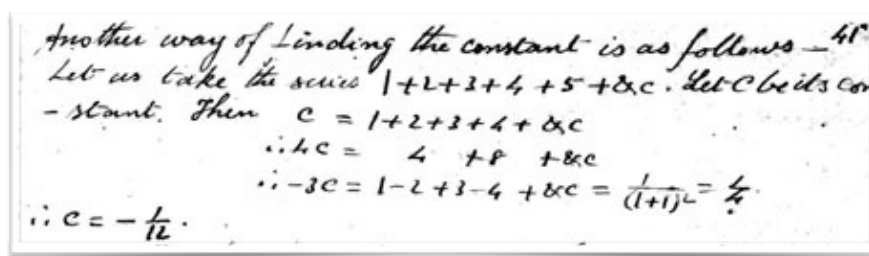 Another way of finding the constant is as follows — 41
Let us take the series 1+2+3+4+5+&c. Let C be its con
-stant. Then C = 1+2+3+4+&c
∴ 4C = 4 +8 +&c
∴ -3C = 1-2+3-4+&c = 1/(1+1)² = 1/4
∴ C = -1/12.